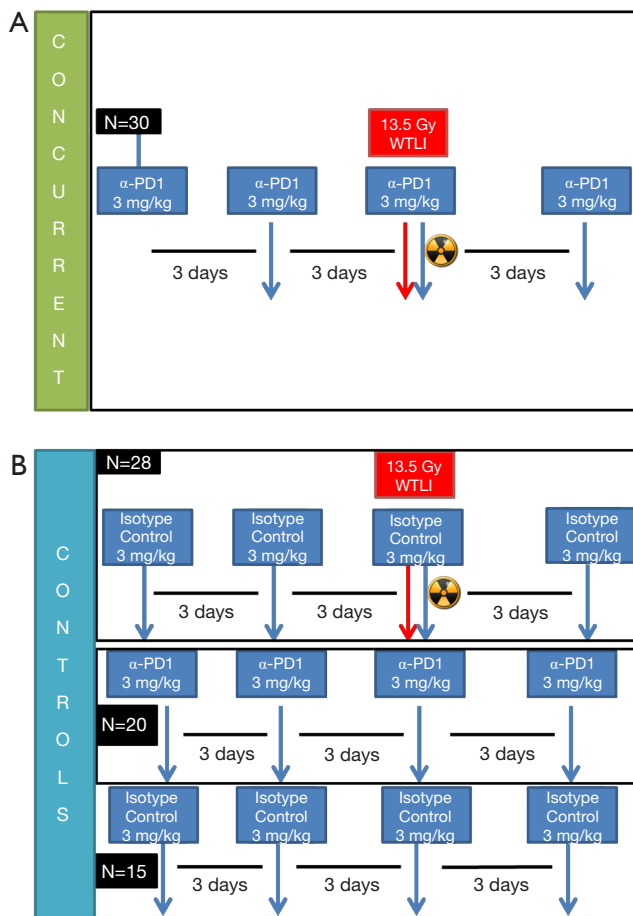 A
CONCURRENT
N=30
13.5 Gy
WTLI
α-PD1
3 mg/kg
α-PD1
3 mg/kg
α-PD1
3 mg/kg
α-PD1
3 mg/kg
3 days
3 days
3 days
B
CONTROLS
N=28
13.5 Gy
WTLI
Isotype
Control
3 mg/kg
Isotype
Control
3 mg/kg
Isotype
Control
3 mg/kg
Isotype
Control
3 mg/kg
3 days
3 days
3 days
α-PD1
3 mg/kg
α-PD1
3 mg/kg
α-PD1
3 mg/kg
α-PD1
3 mg/kg
N=20
3 days
3 days
3 days
Isotype
Control
3 mg/kg
Isotype
Control
3 mg/kg
Isotype
Control
3 mg/kg
Isotype
Control
3 mg/kg
N=15
3 days
3 days
3 days